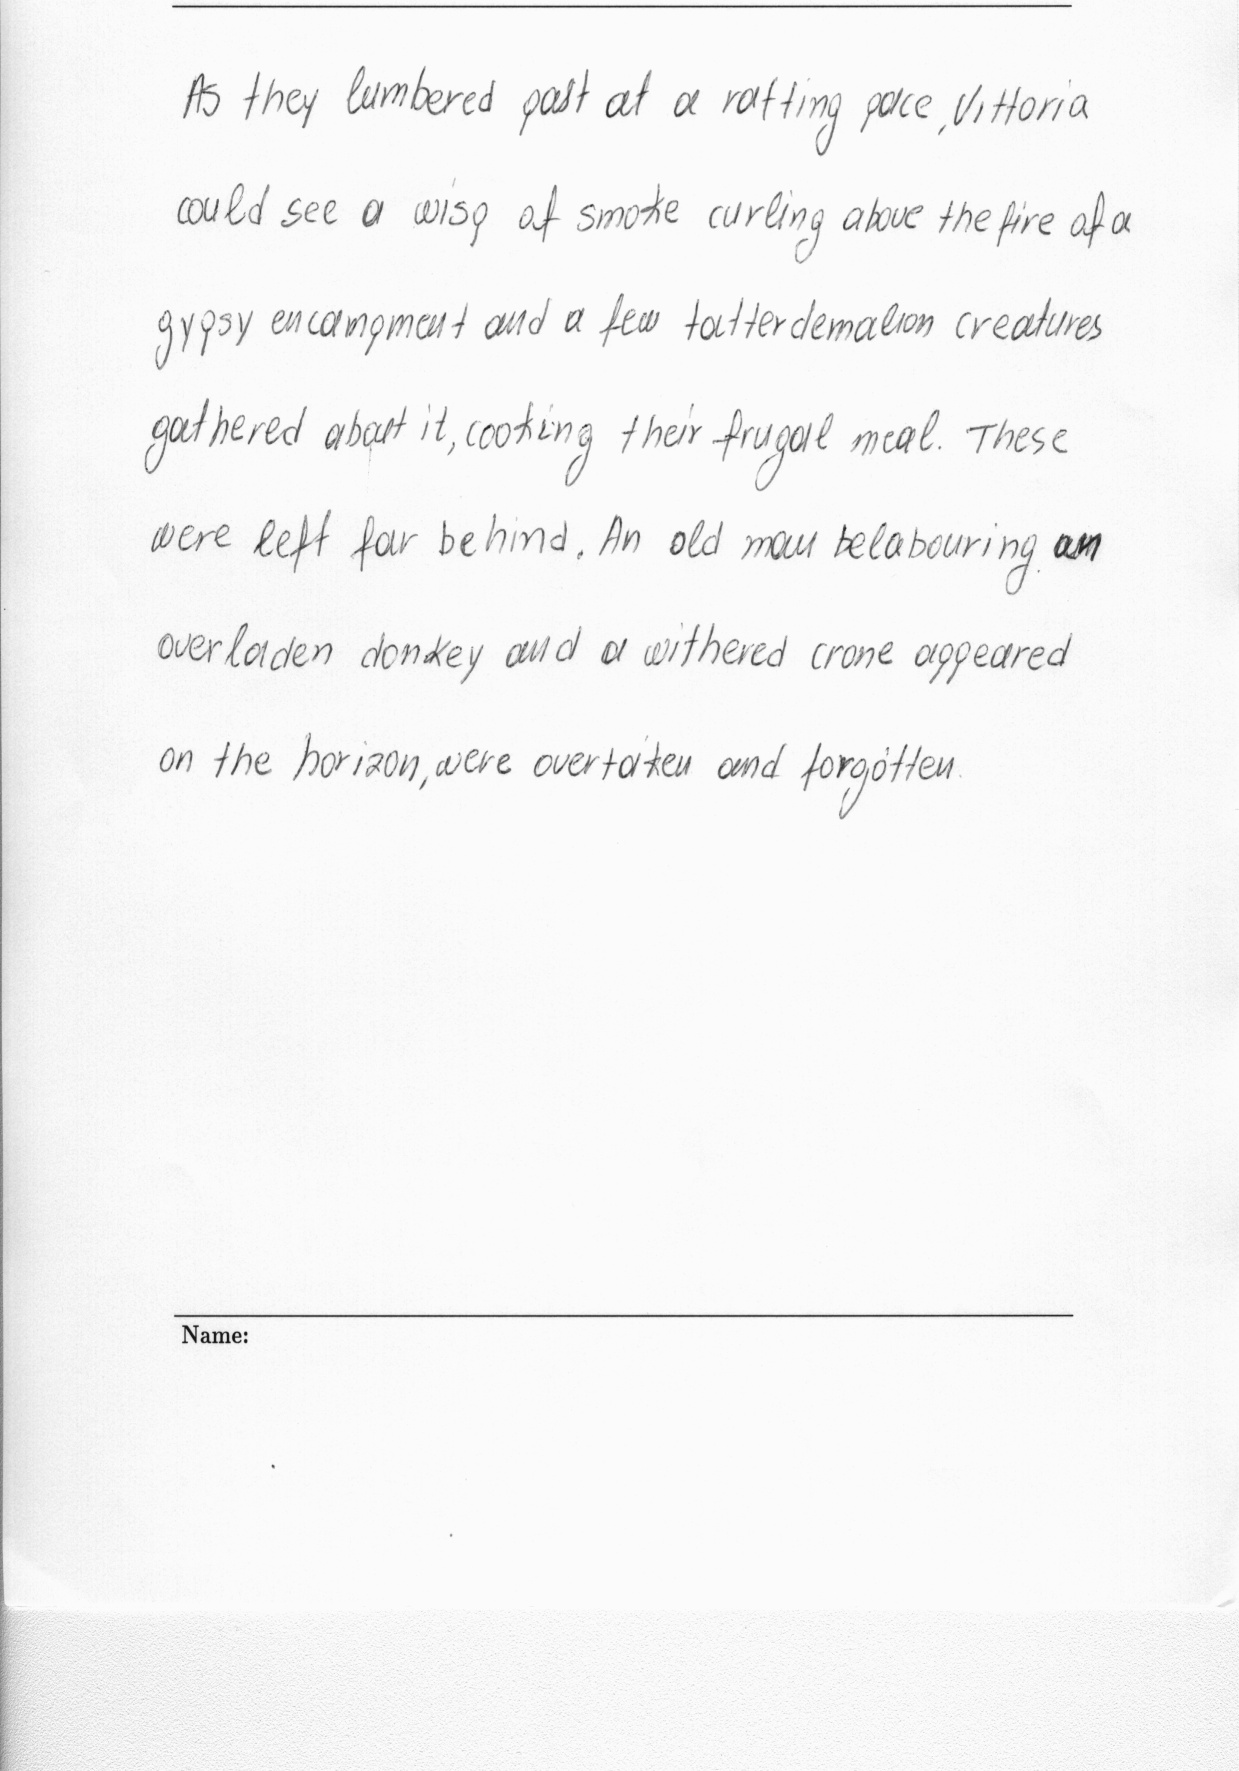 As they lumbered past at a ratting pace, Vittoria
could see a wisp of smoke curling above the fire of a
gypsy encampment and a few tatterdemalion creatures
gathered about it, cooking their frugal meal. These
were left far behind. An old man belabouring an
overladen donkey and a withered crone appeared
on the horizon, were overtaken and forgotten.
Name: